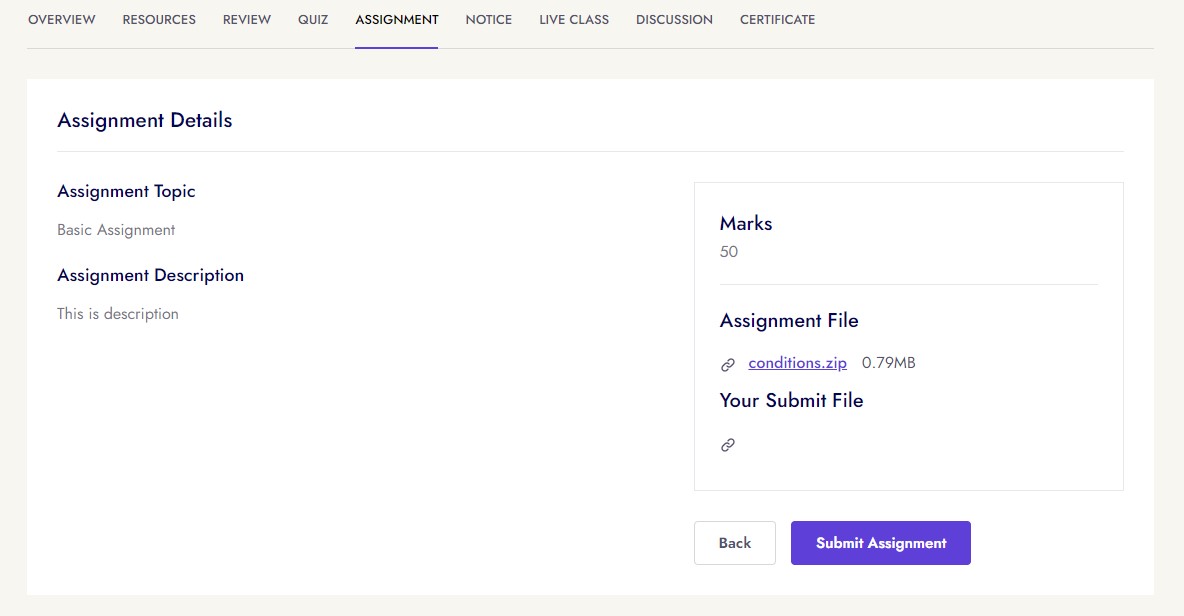 OVERVIEW RESOURCES REVIEW QUIZ ASSIGNMENT NOTICE LIVE CLASS DISCUSSION CERTIFICATE
Assignment Details
Assignment Topic
Basic Assignment
Assignment Description
This is description
Marks
50
Assignment File
conditions.zip 0.79MB
Your Submit File
Back Submit Assignment